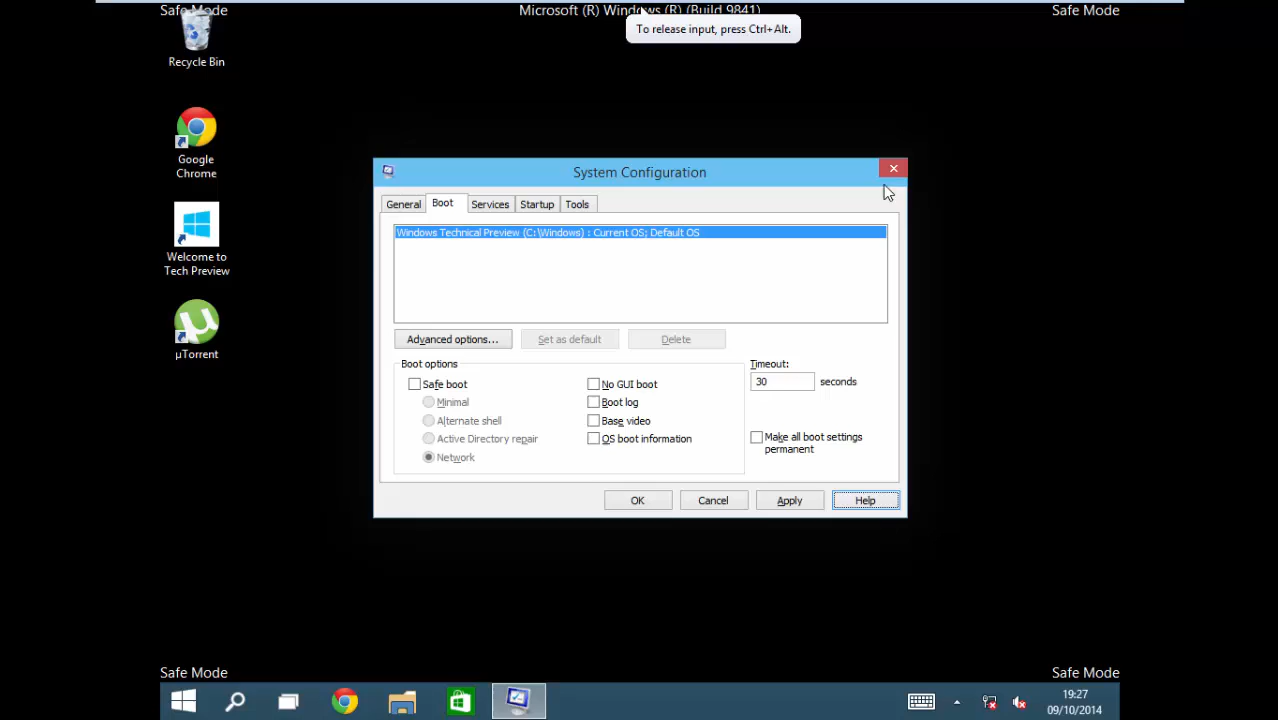 Safe Mode
Microsoft (R) Windows (R) (Build 9841)
Safe Mode
To release input, press Ctrl+Alt.
Recycle Bin
Google
Chrome
Welcome to
Tech Preview
µTorrent
System Configuration
General
Boot
Services
Startup
Tools
Windows Technical Preview (C:\Windows) : Current OS; Default OS
Advanced options...
Set as default
Delete
Boot options
Safe boot
Minimal
Alternate shell
Active Directory repair
Network
No GUI boot
Boot log
Base video
OS boot information
Timeout:
30 seconds
Make all boot settings
permanent
OK
Cancel
Apply
Help
Safe Mode
Safe Mode
19:27
09/10/2014